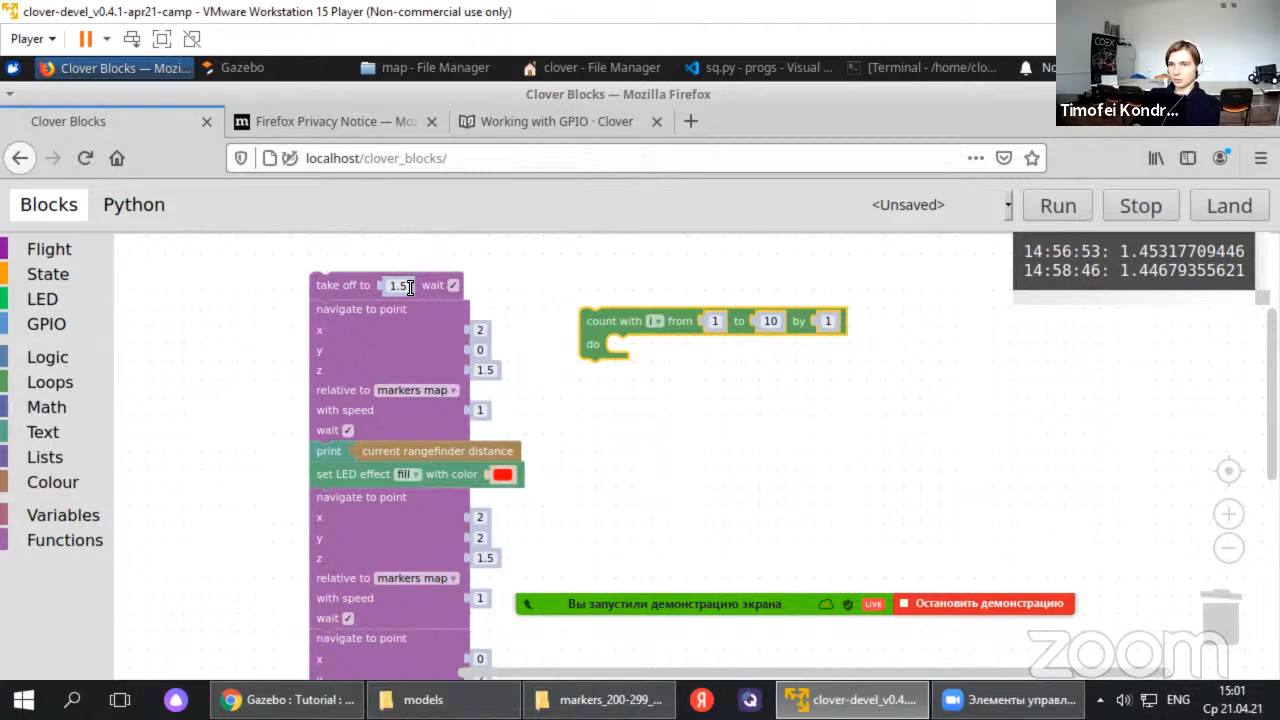 clover-devel_v0.4.1-apr21-camp - VMware Workstation 15 Player (Non-commercial use only)
Player
COEX
Timofei Kondr...
Clover Blocks — Mozi...
Gazebo
map - File Manager
clover - File Manager
sq.py - progs - Visual ...
[Terminal - /home/clo...
No
Clover Blocks — Mozilla Firefox
Clover Blocks
Firefox Privacy Notice — Mo
Working with GPIO · Clover
localhost/clover_blocks/
Blocks
Python
<Unsaved>
Run
Stop
Land
Flight
State
LED
GPIO
Logic
Loops
Math
Text
Lists
Colour
Variables
Functions
14:56:53: 1.45317709446
14:58:46: 1.44679355621
take off to 1.5 wait
navigate to point
x 2
y 0
z 1.5
relative to markers map
with speed 1
wait
print current rangefinder distance
set LED effect fill with color
navigate to point
x 2
y 2
z 1.5
relative to markers map
with speed 1
wait
navigate to point
x 0
count with i from 1 to 10 by 1
do
Вы запустили демонстрацию экрана
LIVE
Остановить демонстрацию
zoom
Gazebo : Tutorial : ...
models
markers_200-299_...
Я
Q
clover-devel_v0.4....
Элементы управл...
ENG
15:01
Ср 21.04.21